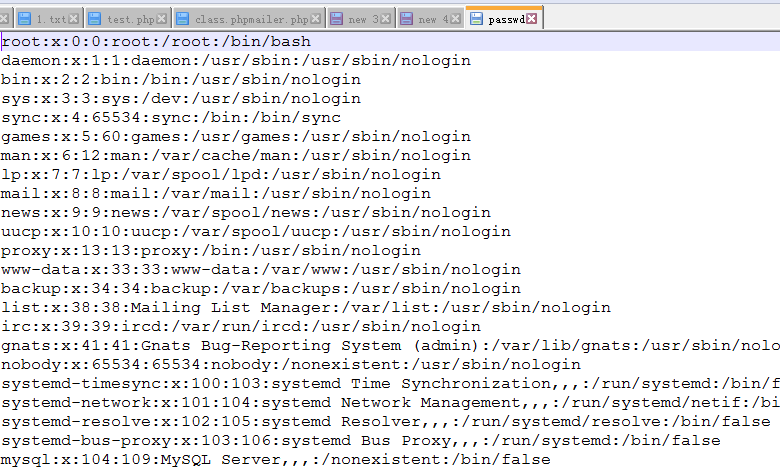 1.txt test.php class.phpmailer.php new 3 new 4 passwd
root:x:0:0:root:/root:/bin/bash
daemon:x:1:1:daemon:/usr/sbin:/usr/sbin/nologin
bin:x:2:2:bin:/bin:/usr/sbin/nologin
sys:x:3:3:sys:/dev:/usr/sbin/nologin
sync:x:4:65534:sync:/bin:/bin/sync
games:x:5:60:games:/usr/games:/usr/sbin/nologin
man:x:6:12:man:/var/cache/man:/usr/sbin/nologin
lp:x:7:7:lp:/var/spool/lpd:/usr/sbin/nologin
mail:x:8:8:mail:/var/mail:/usr/sbin/nologin
news:x:9:9:news:/var/spool/news:/usr/sbin/nologin
uucp:x:10:10:uucp:/var/spool/uucp:/usr/sbin/nologin
proxy:x:13:13:proxy:/bin:/usr/sbin/nologin
www-data:x:33:33:www-data:/var/www:/usr/sbin/nologin
backup:x:34:34:backup:/var/backups:/usr/sbin/nologin
list:x:38:38:Mailing List Manager:/var/list:/usr/sbin/nologin
irc:x:39:39:ircd:/var/run/ircd:/usr/sbin/nologin
gnats:x:41:41:Gnats Bug-Reporting System (admin):/var/lib/gnats:/usr/sbin/nolo
nobody:x:65534:65534:nobody:/nonexistent:/usr/sbin/nologin
systemd-timesync:x:100:103:systemd Time Synchronization,,,:/run/systemd:/bin/f
systemd-network:x:101:104:systemd Network Management,,,:/run/systemd/netif:/bi
systemd-resolve:x:102:105:systemd Resolver,,,:/run/systemd/resolve:/bin/false
systemd-bus-proxy:x:103:106:systemd Bus Proxy,,,:/run/systemd:/bin/false
mysql:x:104:109:MySQL Server,,,:/nonexistent:/bin/false